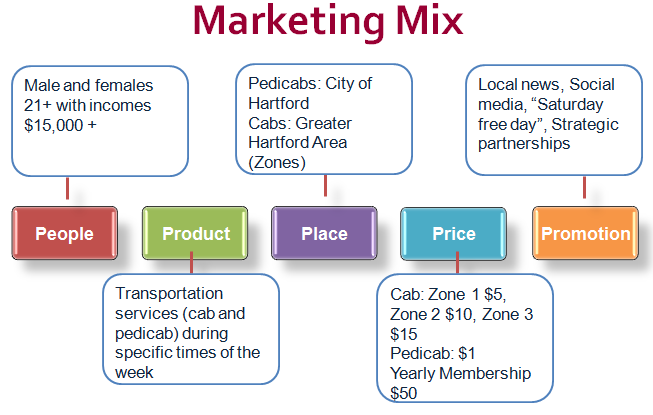 Marketing Mix
Male and females
21+ with incomes
$15,000 +
Pedicabs: City of
Hartford
Cabs: Greater
Hartford Area
(Zones)
Local news, Social
media, “Saturday
free day”, Strategic
partnerships
People
Product
Place
Price
Promotion
Transportation
services (cab and
pedicab) during
specific times of the
week
Cab: Zone 1 $5,
Zone 2 $10, Zone 3
$15
Pedicab: $1
Yearly Membership
$50